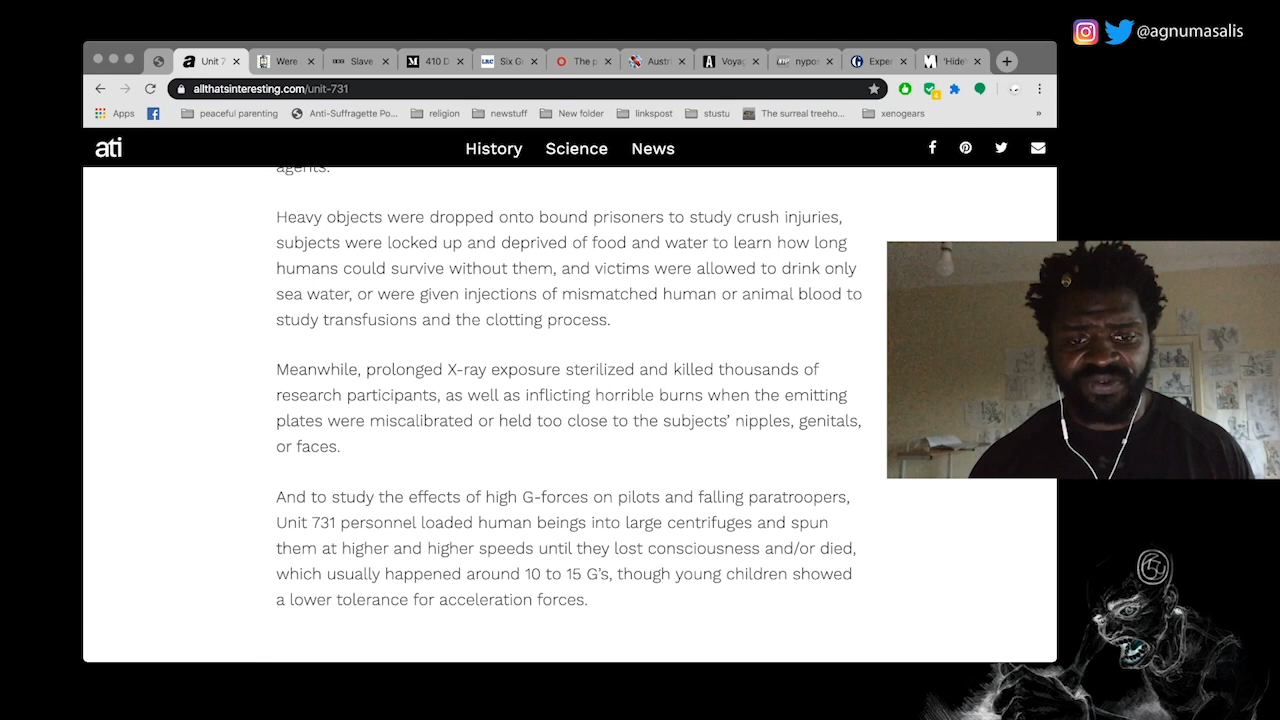 @agnumasalis
Unit 7
Were
Slave
410 D
LRC Six G
The p
Austri
Voyag
nypos
Exper
'Hide'
allthatsinteresting.com/unit-731
Apps
peaceful parenting
Anti-Suffragette Po...
religion
newstuff
New folder
linkspost
stustu
The surreal treeho...
xenogears
»
ati
History Science News
agents.
Heavy objects were dropped onto bound prisoners to study crush injuries,
subjects were locked up and deprived of food and water to learn how long
humans could survive without them, and victims were allowed to drink only
sea water, or were given injections of mismatched human or animal blood to
study transfusions and the clotting process.
Meanwhile, prolonged X-ray exposure sterilized and killed thousands of
research participants, as well as inflicting horrible burns when the emitting
plates were miscalibrated or held too close to the subjects' nipples, genitals,
or faces.
And to study the effects of high G-forces on pilots and falling paratroopers,
Unit 731 personnel loaded human beings into large centrifuges and spun
them at higher and higher speeds until they lost consciousness and/or died,
which usually happened around 10 to 15 G's, though young children showed
a lower tolerance for acceleration forces.